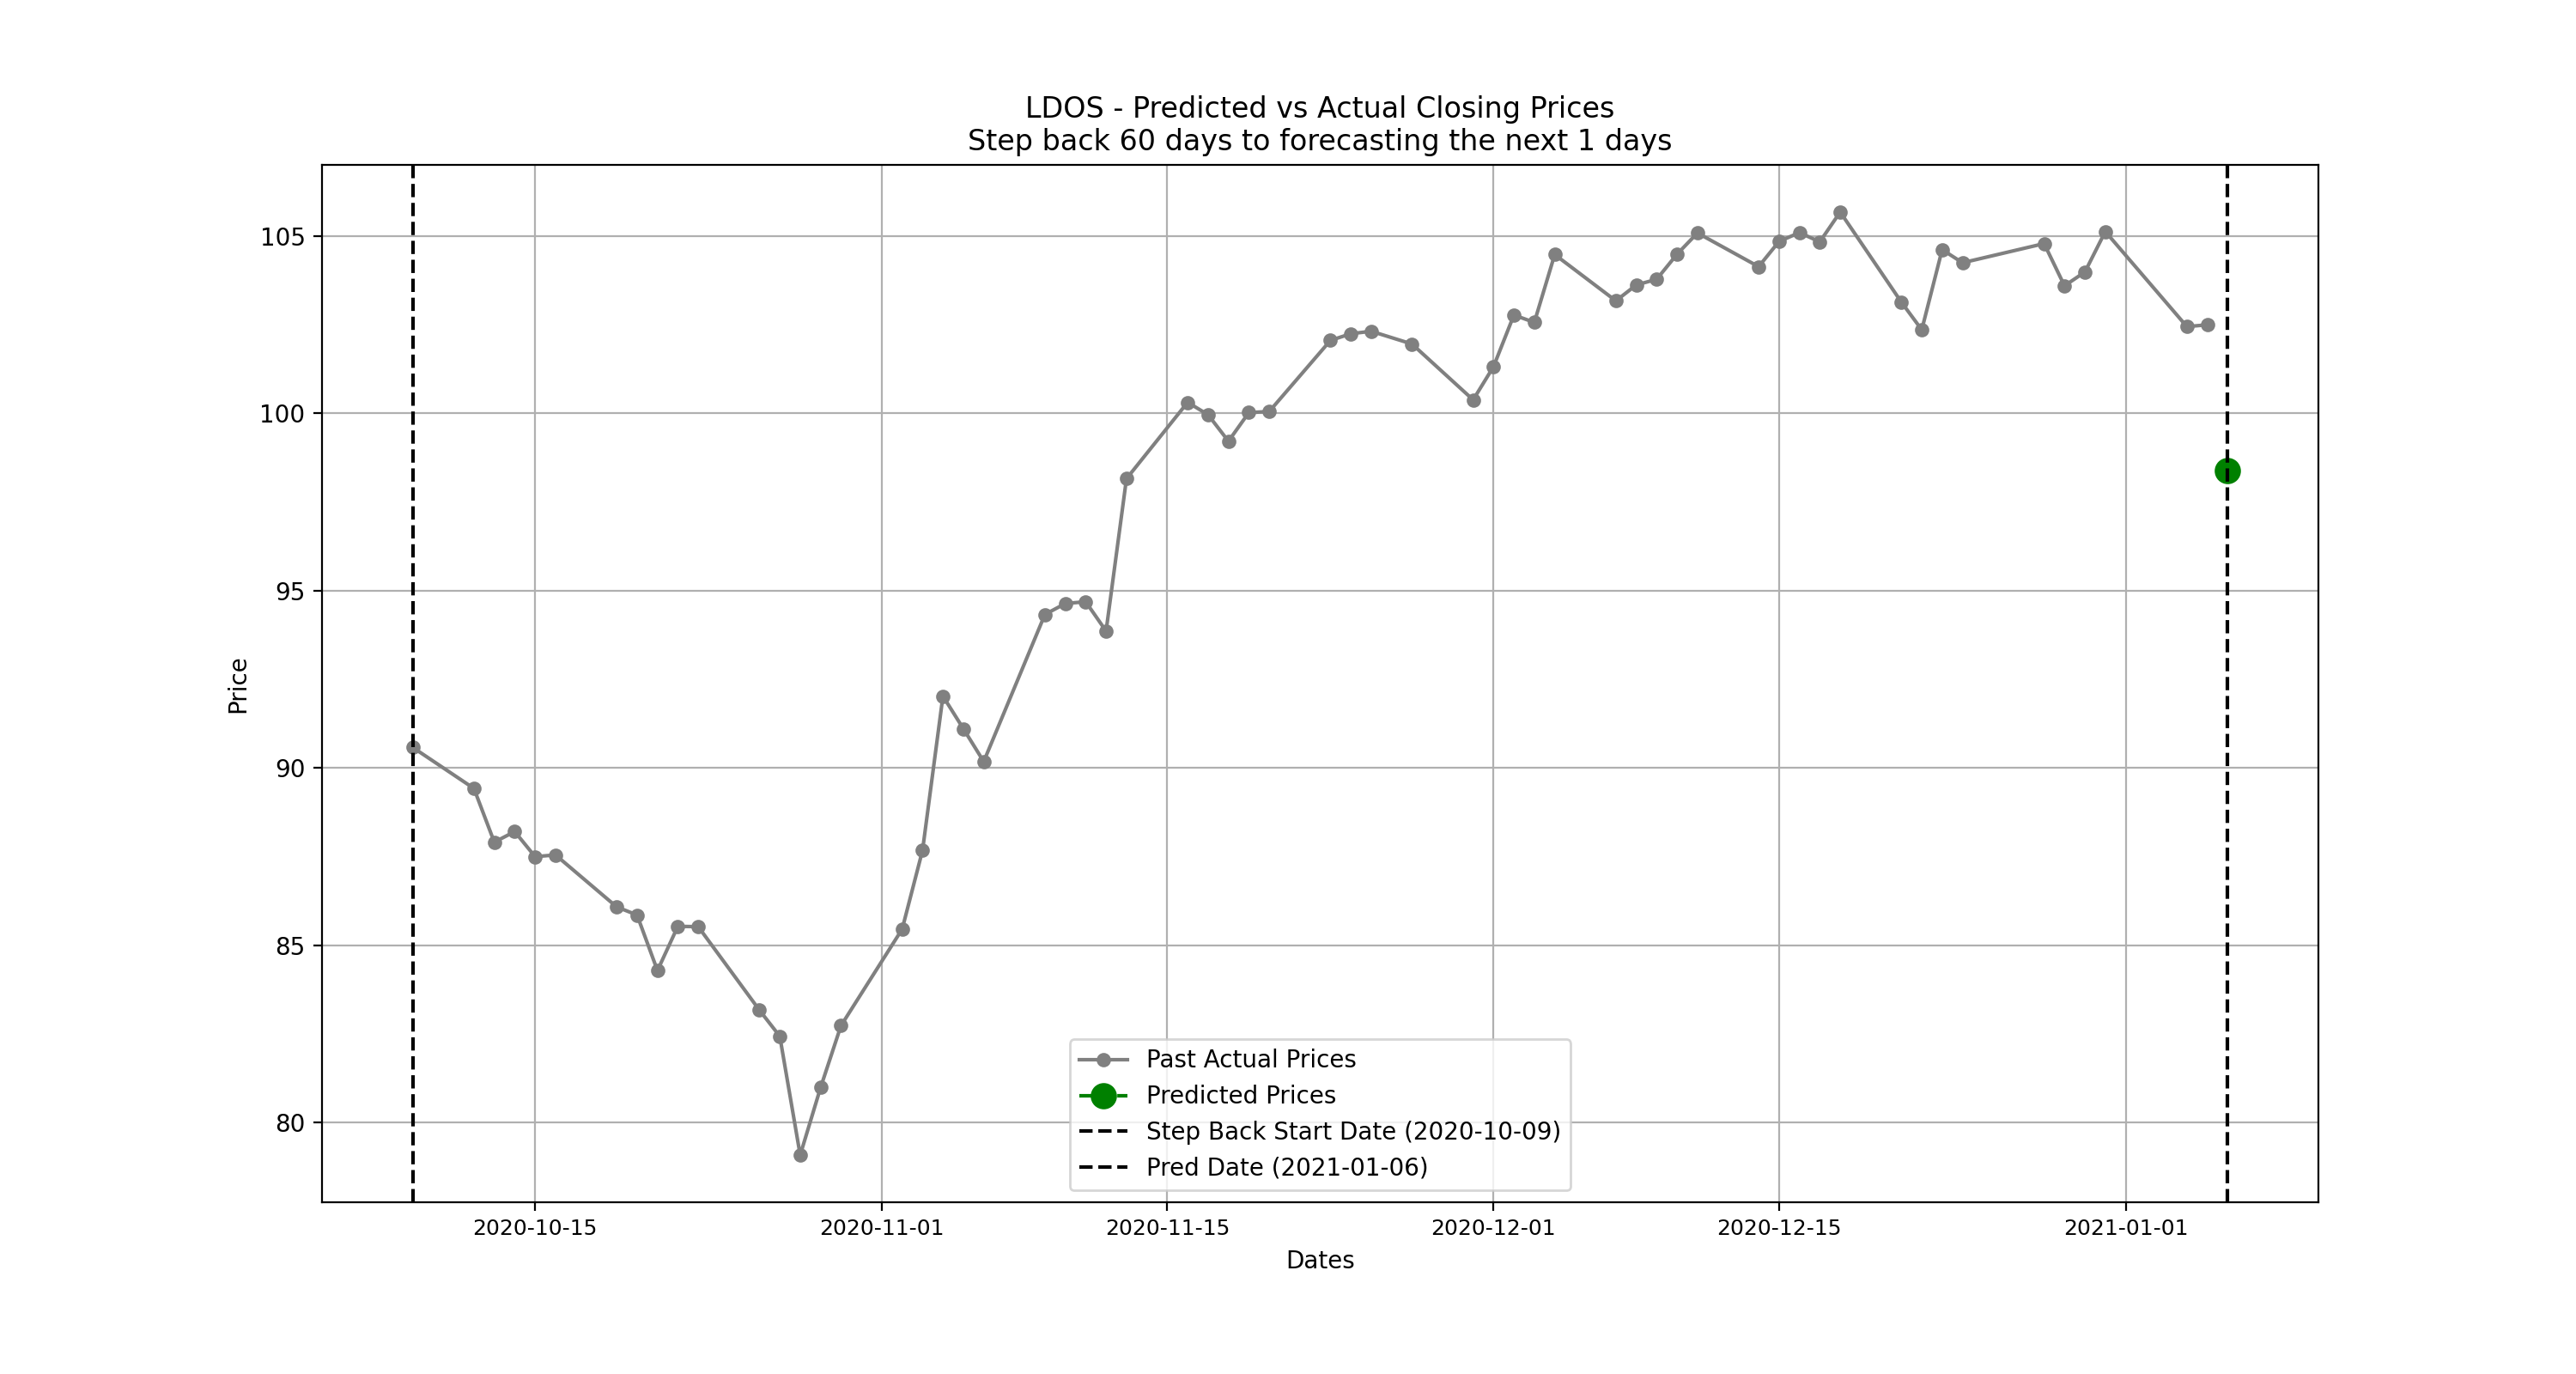 LDOS - Predicted vs Actual Closing Prices
Step back 60 days to forecasting the next 1 days
105
100
95
90
85
80
Price
Past Actual Prices
Predicted Prices
Step Back Start Date (2020-10-09)
Pred Date (2021-01-06)
2020-10-15
2020-11-01
2020-11-15
2020-12-01
2020-12-15
2021-01-01
Dates